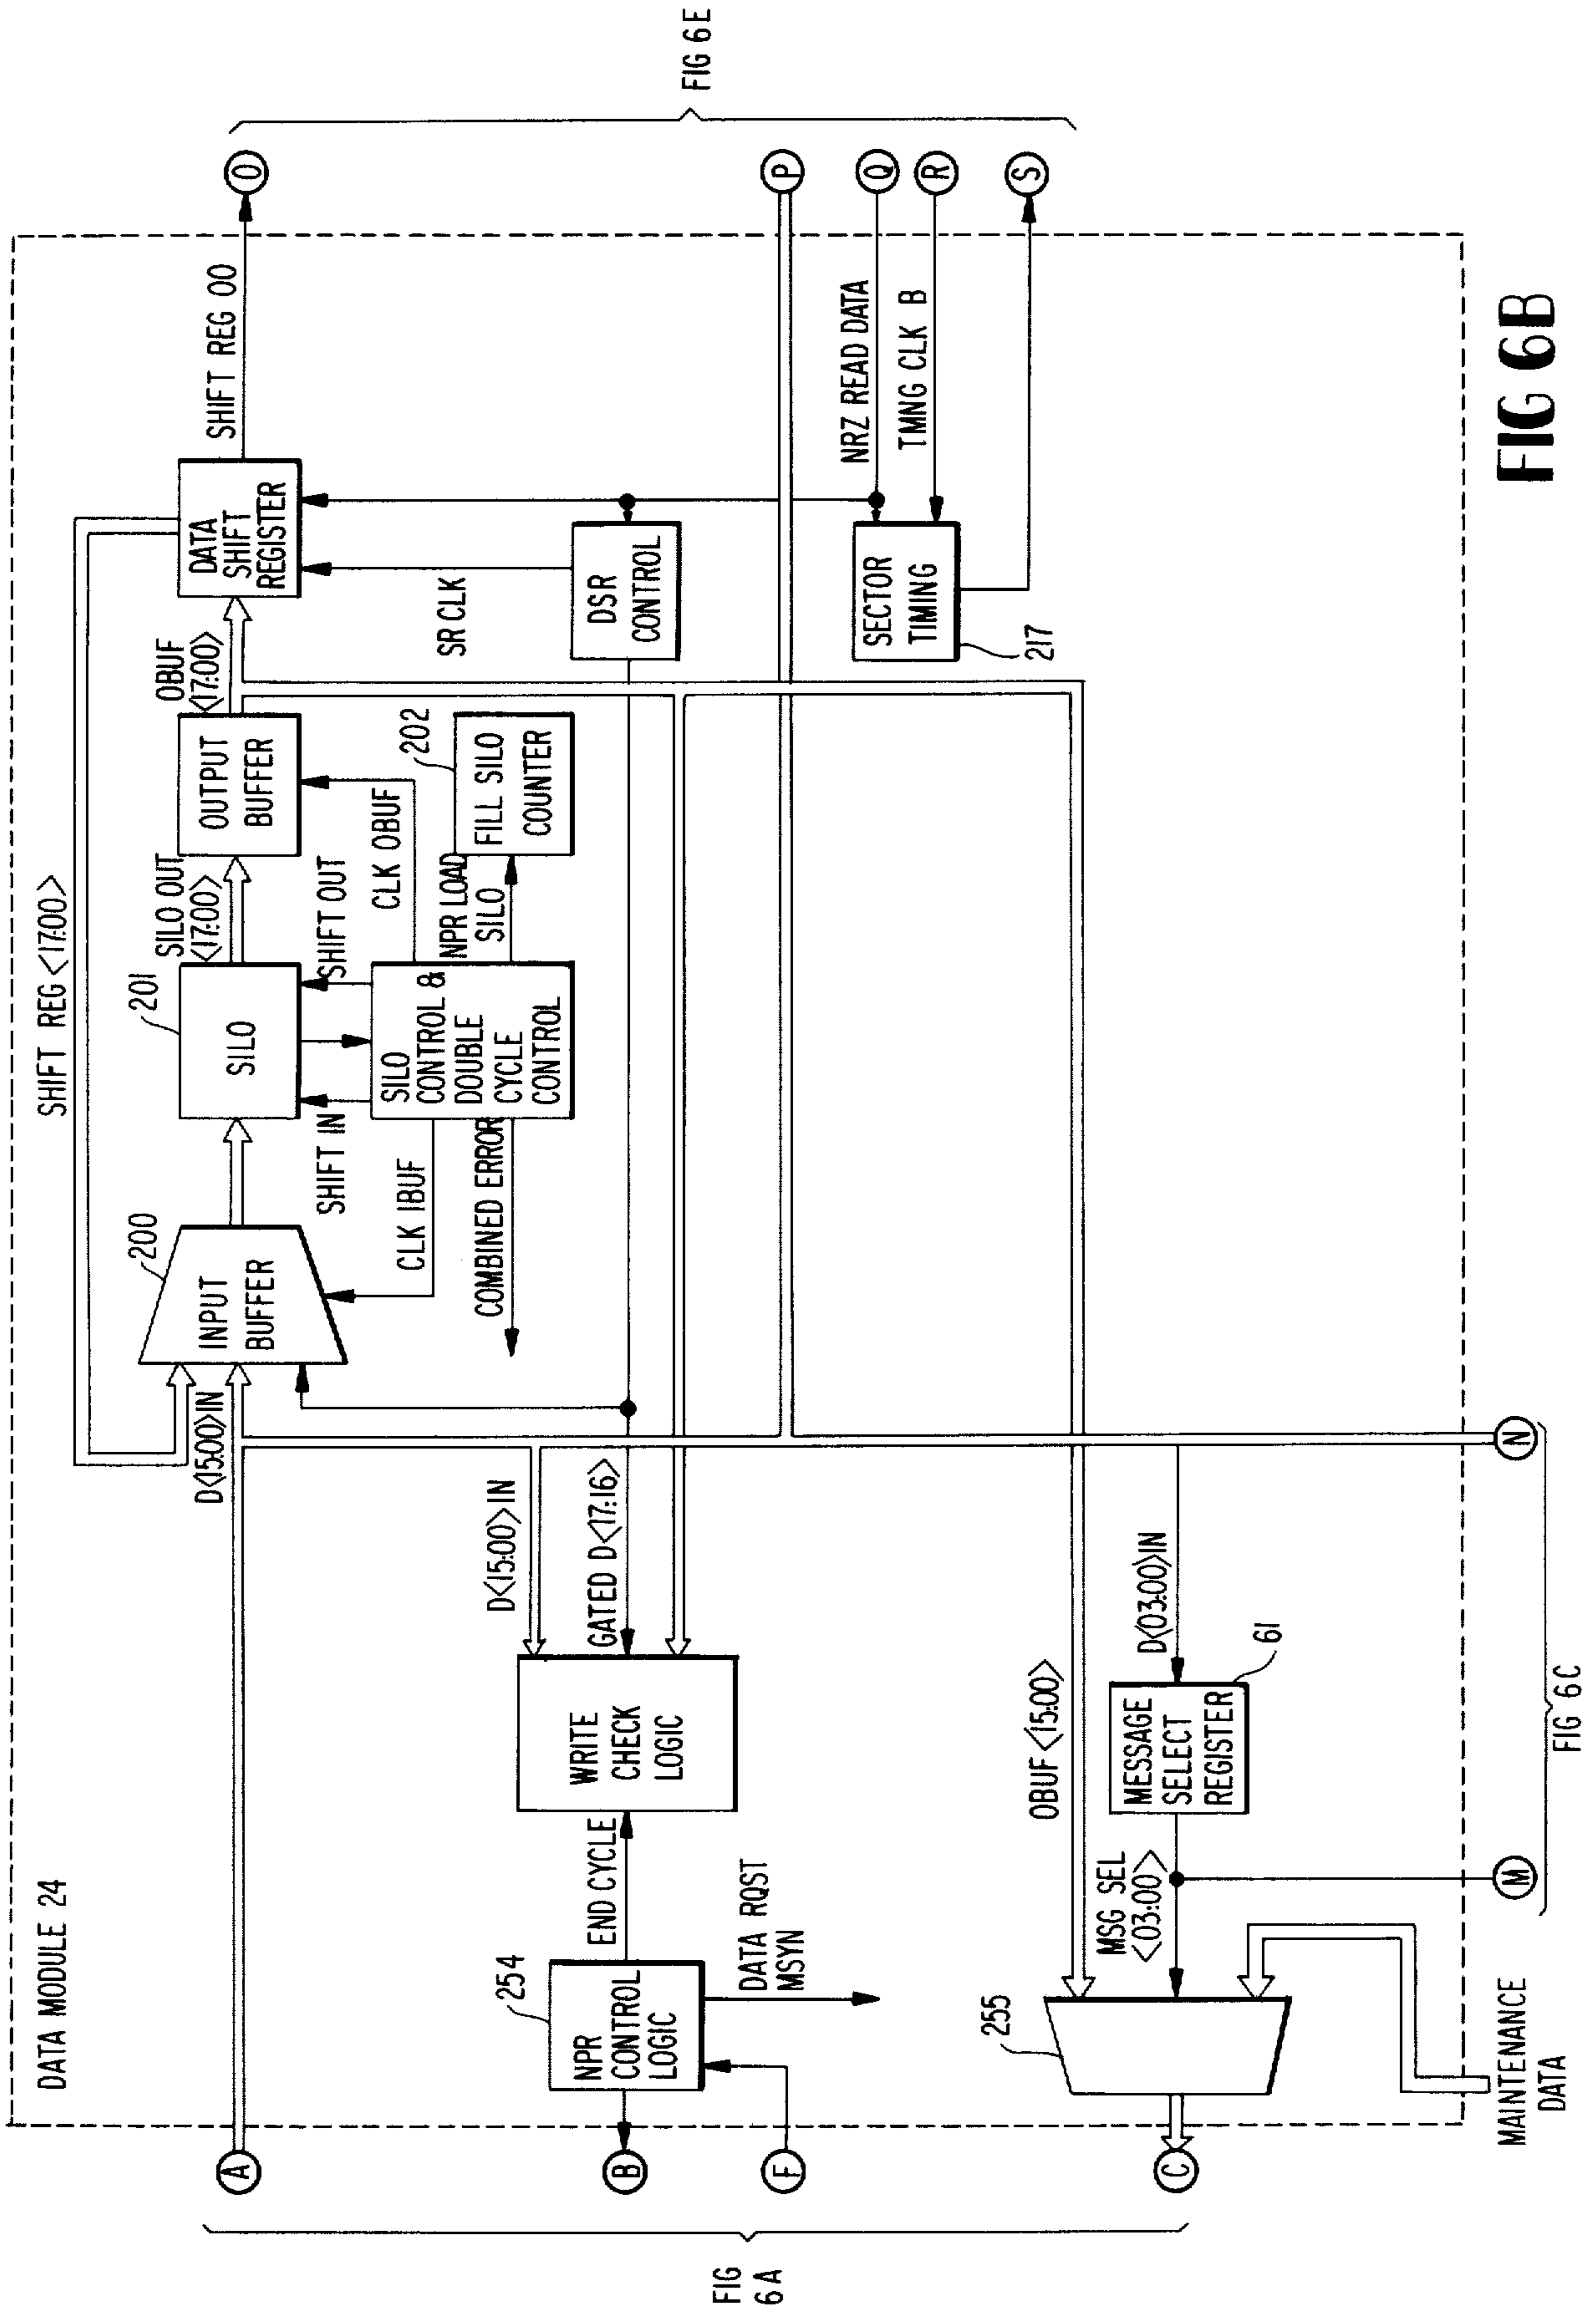 DATA MODULE 24
FIG
6A
A
B
F
C
SHIFT REG <17:00>
D<15:00>IN
INPUT
BUFFER
200
SILO
201
SILO OUT
<17:00>
OUTPUT
BUFFER
OBUF
<17:00>
DATA
SHIFT
REGISTER
SHIFT REG 00
O
FIG 6E
SHIFT IN
SHIFT OUT
CLK IBUF
CLK OBUF
SILO
CONTROL &
DOUBLE
CYCLE
CONTROL
COMBINED ERROR
NPR LOAD
SILO
FILL SILO
COUNTER
202
SR CLK
DSR
CONTROL
D<15:00>IN
GATED D<17:16>
NPR
CONTROL
LOGIC
254
END CYCLE
WRITE
CHECK
LOGIC
DATA RQST
MSYN
P
NRZ READ DATA
Q
TMNG CLK B
R
SECTOR
TIMING
217
S
255
OBUF <15:00>
MSG SEL
<03:00>
MESSAGE
SELECT
REGISTER
61
D<03:00>IN
MAINTENANCE
DATA
M
N
FIG 6C
FIG 6B